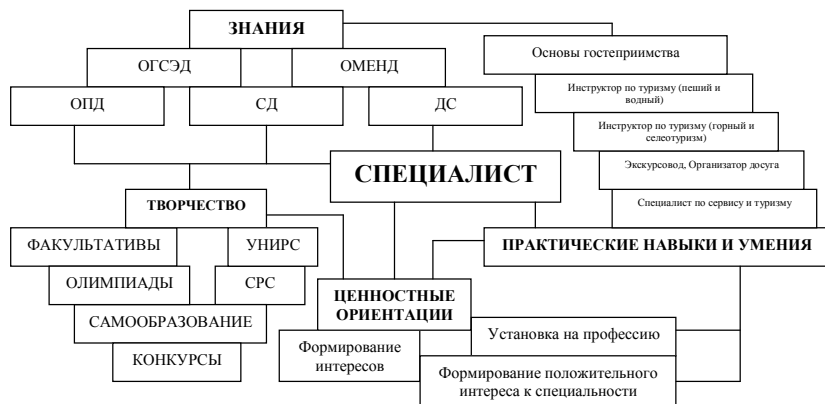 ЗНАНИЯ
ОГСЭД
ОМЕНД
ОПД
СД
ДС
Основы гостеприимства
Инструктор по туризму (пеший и
водный)
Инструктор по туризму (горный и
селеотуризм)
Экскурсовод, Организатор досуга
Специалист по сервису и туризму
СПЕЦИАЛИСТ
ТВОРЧЕСТВО
ФАКУЛЬТАТИВЫ
УНИРС
ОЛИМПИАДЫ
СРС
САМООБРАЗОВАНИЕ
КОНКУРСЫ
ПРАКТИЧЕСКИЕ НАВЫКИ И УМЕНИЯ
ЦЕННОСТНЫЕ
ОРИЕНТАЦИИ
Формирование
интересов
Установка на профессию
Формирование положительного
интереса к специальности